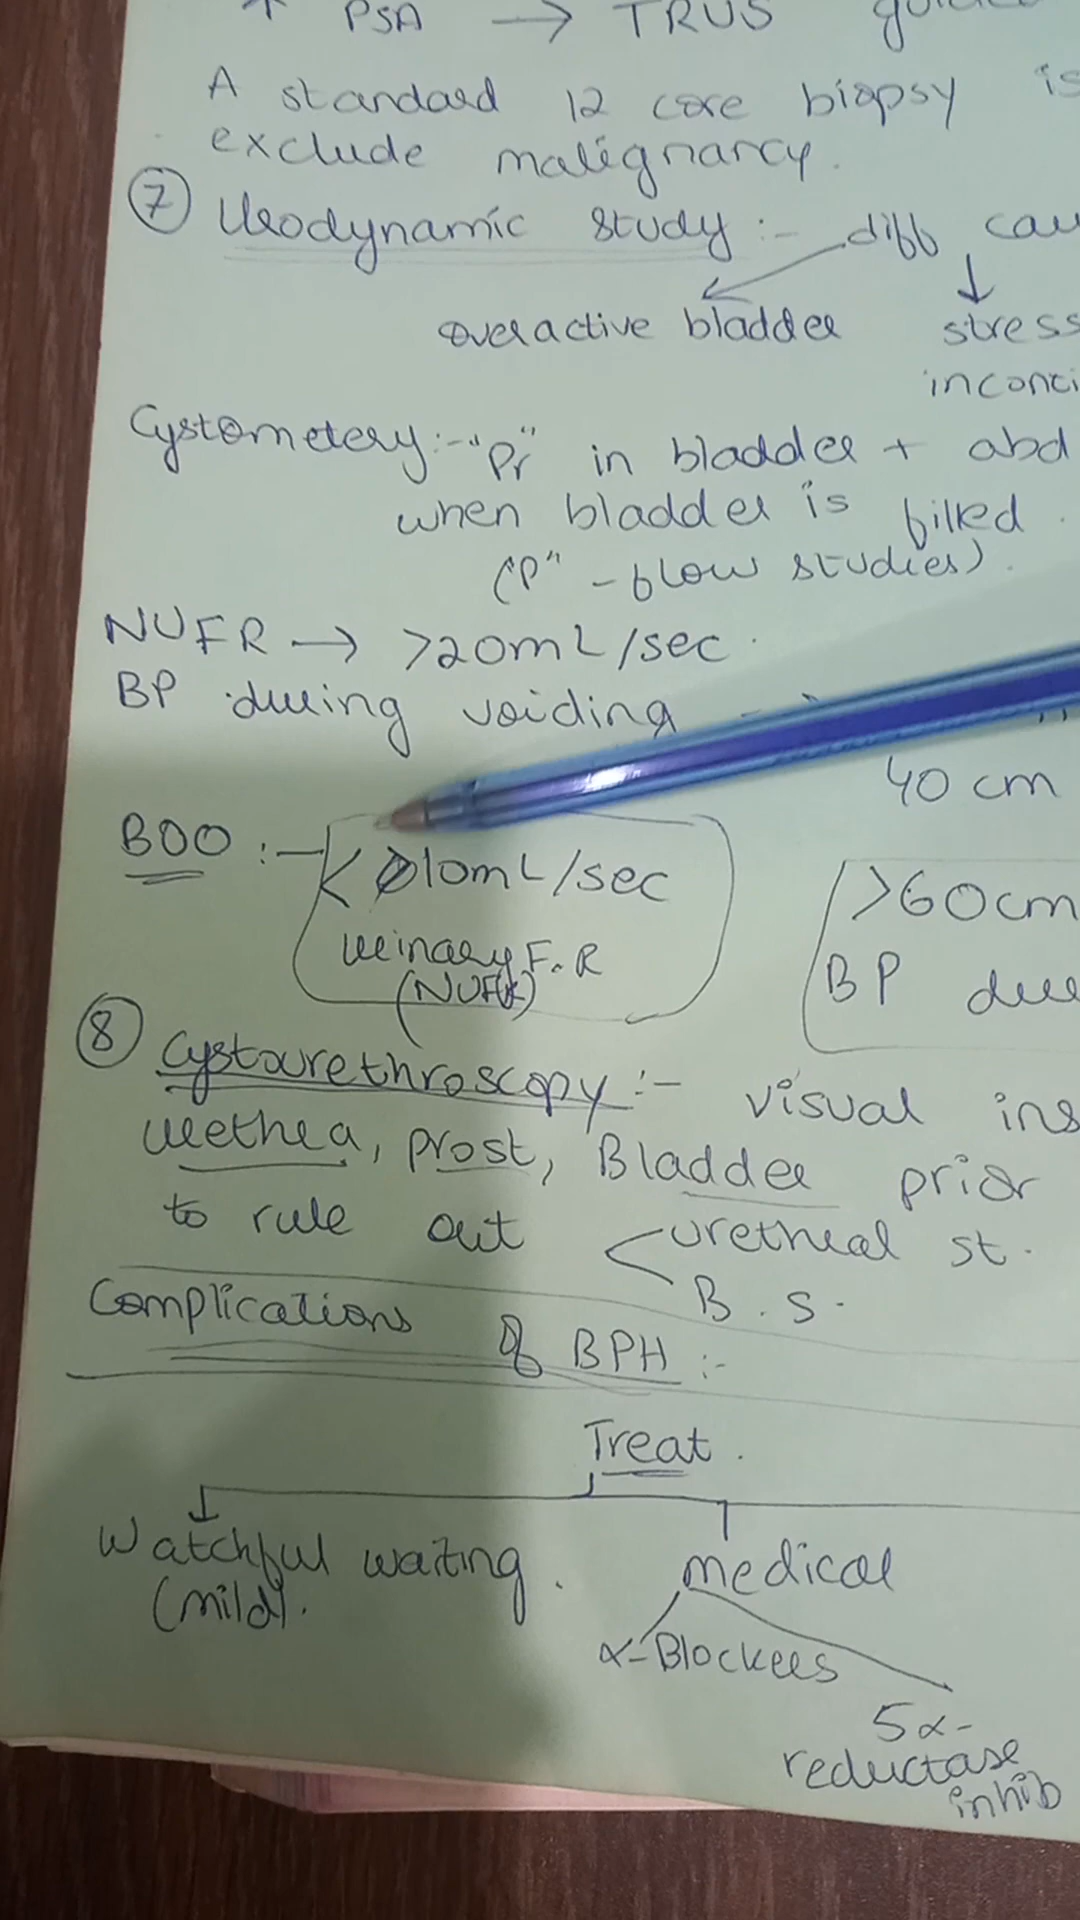 ↑ PSA → TRUS
A standard 12 core biopsy is
exclude malignancy.
⑦ Urodynamic study :- diff cau
overactive bladder stress
inconti
Cystometery :- "Pr" in bladder + abd
when bladder is filled.
("P" - flow studies).
NUFR → >20mL/sec.
BP during voiding -
40 cm
BOO :- < 10mL/sec >60cm
urinary F.R BP du
(NUFR)
⑧ Cystourethroscopy :- visual ins
urethra, prost, Bladder prior
to rule out < urethral st.
B.S.
Complications of BPH :-
Treat.
Watchful waiting. medical
(mild).
α-Blockers
5α-
reductase
inhib